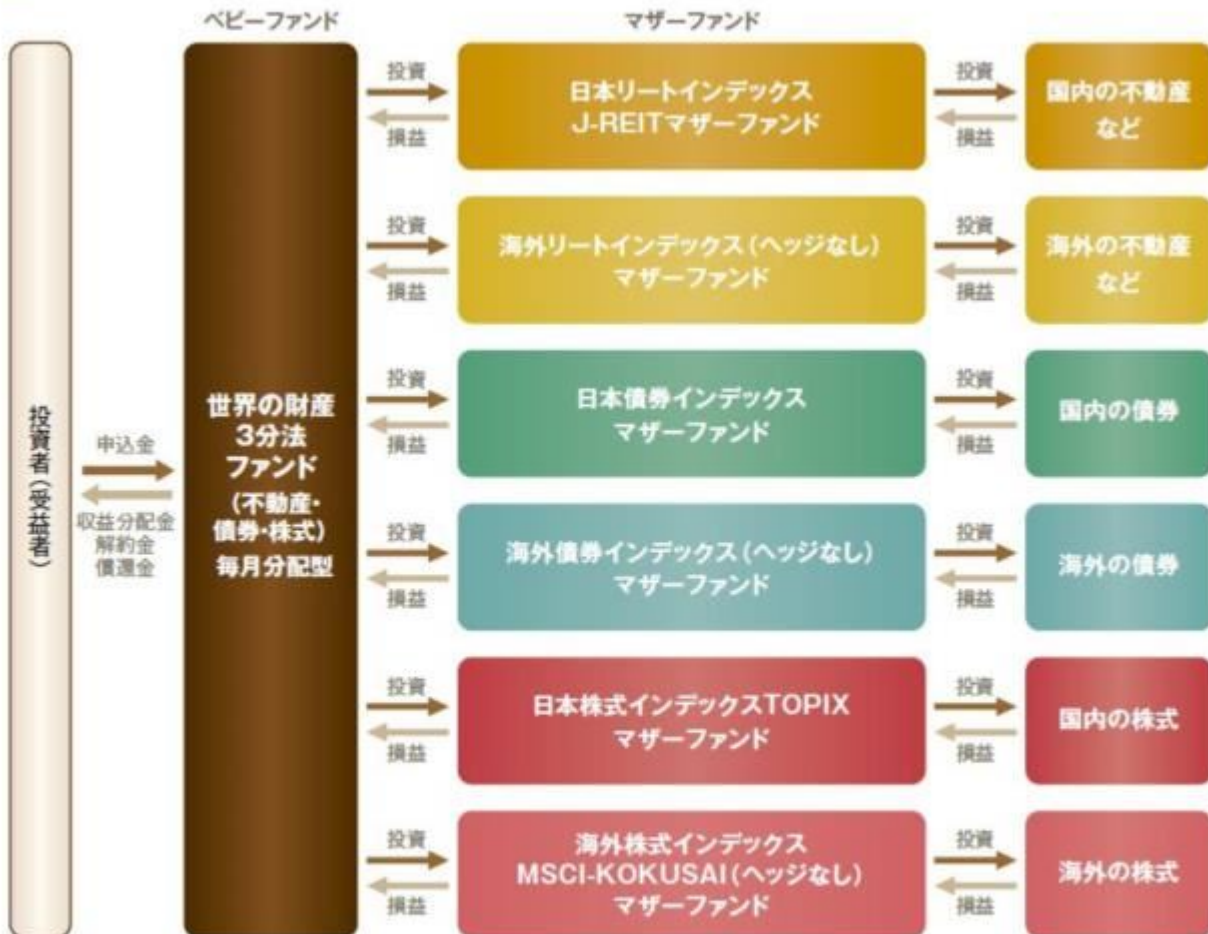 ベビーファンド
マザーファンド
投資者(受益者)
申込金
収益分配金
解約金
償還金
世界の財産
3分法
ファンド
(不動産・
債券・株式)
毎月分配型
投資
損益
日本リートインデックス
J-REITマザーファンド
投資
損益
国内の不動産
など
投資
損益
海外リートインデックス(ヘッジなし)
マザーファンド
投資
損益
海外の不動産
など
投資
損益
日本債券インデックス
マザーファンド
投資
損益
国内の債券
投資
損益
海外債券インデックス(ヘッジなし)
マザーファンド
投資
損益
海外の債券
投資
損益
日本株式インデックスTOPIX
マザーファンド
投資
損益
国内の株式
投資
損益
海外株式インデックス
MSCI-KOKUSAI(ヘッジなし)
マザーファンド
投資
損益
海外の株式